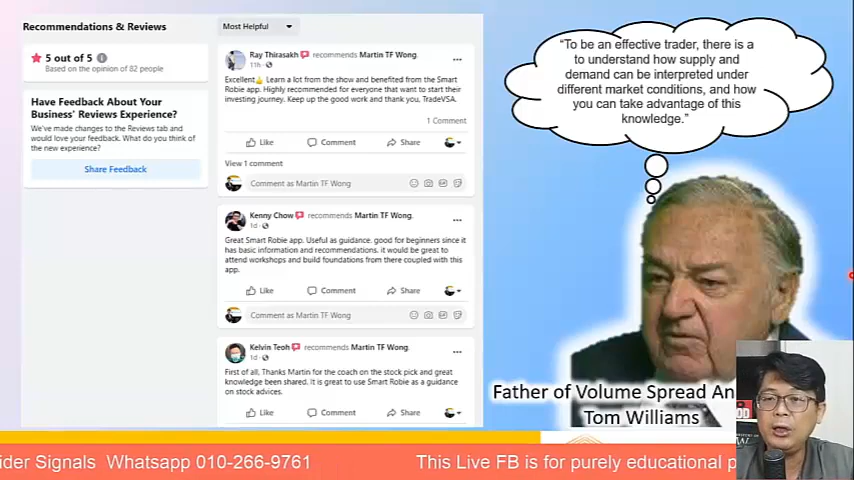 Recommendations & Reviews
Most Helpful
5 out of 5
Based on the opinion of 82 people
Have Feedback About Your
Business' Reviews Experience?
We've made changes to the Reviews tab and
would love your feedback. What do you think of
the new experience?
Share Feedback
Ray Thirasakh recommends Martin TF Wong.
11h
Excellent Learn a lot from the show and benefited from the Smart
Robie app. Highly recommended for everyone that want to start their
investing journey. Keep up the good work and thank you, TradeVSA.
1 Comment
Like Comment Share
View 1 comment
Comment as Martin TF Wong
Kenny Chow recommends Martin TF Wong.
1d
Great Smart Robie app. Useful as guidance, good for beginners since it
has basic information and recommendations. it would be great to
attend workshops and build foundations from there coupled with this
app.
Like Comment Share
Comment as Martin TF Wong
Kelvin Teoh recommends Martin TF Wong.
1d
First of all, Thanks Martin for the coach on the stock pick and great
knowledge been shared. It is great to use Smart Robie as a guidance
on stock advices.
Like Comment Share
“To be an effective trader, there is a
to understand how supply and
demand can be interpreted under
different market conditions, and how
you can take advantage of this
knowledge.”
Father of Volume Spread An
Tom Williams
ider Signals Whatsapp 010-266-9761
This Live FB is for purely educational p